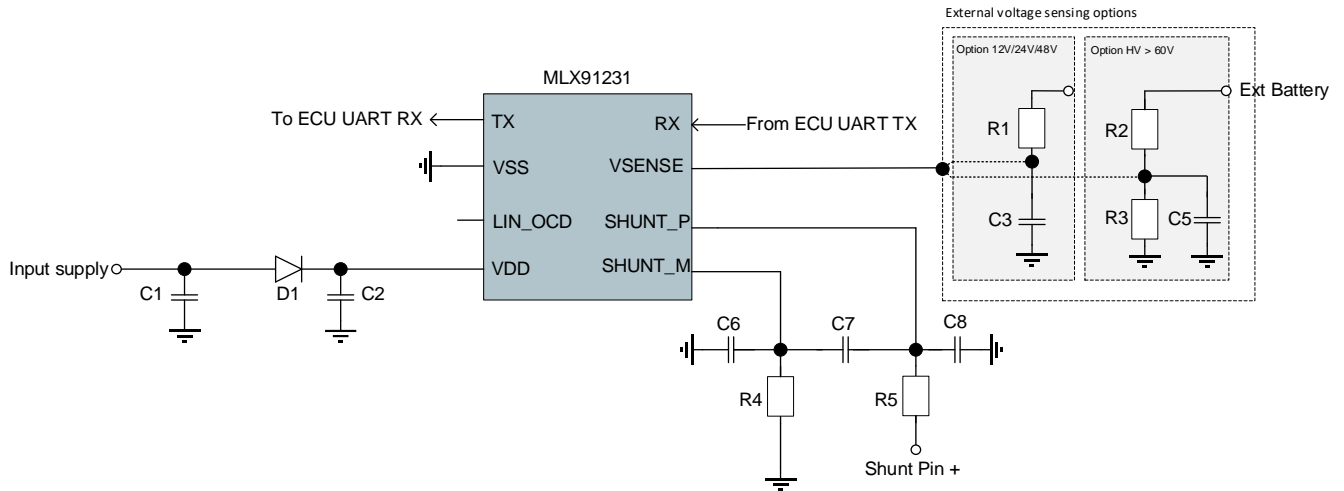 External voltage sensing options
Option 12V/24V/48V
Option HV > 60V
MLX91231
Ext Battery
To ECU UART RX
TX
RX
From ECU UART TX
R1
R2
VSS
VSENSE
LIN_OCD
SHUNT_P
C3
R3
C5
Input supply
VDD
SHUNT_M
C1
D1
C2
C6
C7
C8
R4
R5
Shunt Pin +